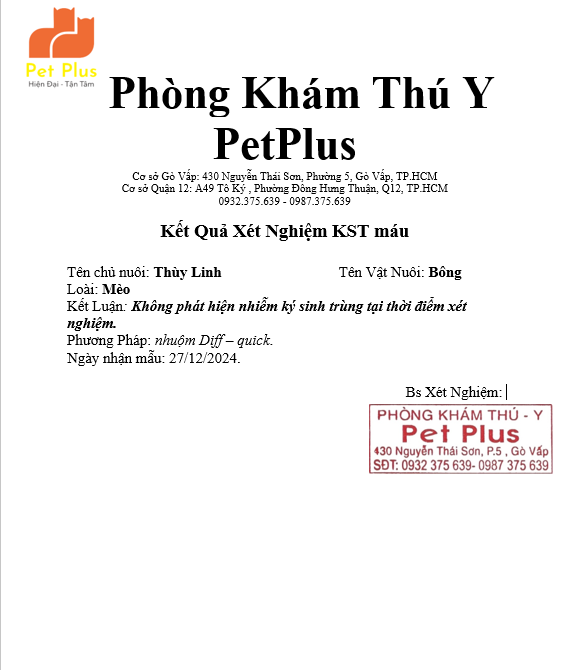 Pet Plus
Hiện Đại - Tận Tâm
Phòng Khám Thú Y
PetPlus
Cơ sở Gò Vấp: 430 Nguyễn Thái Sơn, Phường 5, Gò Vấp, TP.HCM
Cơ sở Quận 12: A49 Tô Ký , Phường Đông Hưng Thuận, Q12, TP.HCM
0932.375.639 - 0987.375.639
Kết Quả Xét Nghiệm KST máu
Tên chủ nuôi: Thùy Linh Tên Vật Nuôi: Bông
Loài: Mèo
Kết Luận: Không phát hiện nhiễm ký sinh trùng tại thời điểm xét
nghiệm.
Phương Pháp: nhuộm Diff – quick.
Ngày nhận mẫu: 27/12/2024.
Bs Xét Nghiệm:
PHÒNG KHÁM THÚ - Y
Pet Plus
430 Nguyễn Thái Sơn, P.5 , Gò Vấp
SĐT: 0932 375 639- 0987 375 639